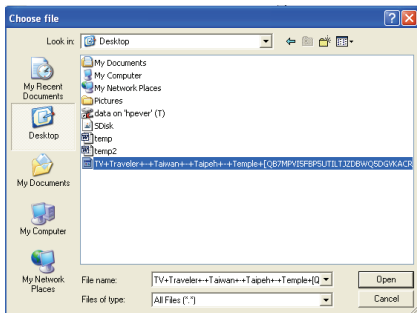 Choose file
Look in:
Desktop
My Recent
Documents
Desktop
My Documents
My Computer
My Network
Places
My Documents
My Computer
My Network Places
Pictures
data on 'hpever' (T)
SDisk
temp
temp2
TV+Traveler+-+Taiwan+-+Taipeh+-+Temple+[QB7MPVI5FBPSUTILTJZDBWQ5DGVKACR
File name:
TV+Traveler+-+Taiwan+-+Taipeh+-+Temple+[Q
Open
Files of type:
All Files (*.*)
Cancel